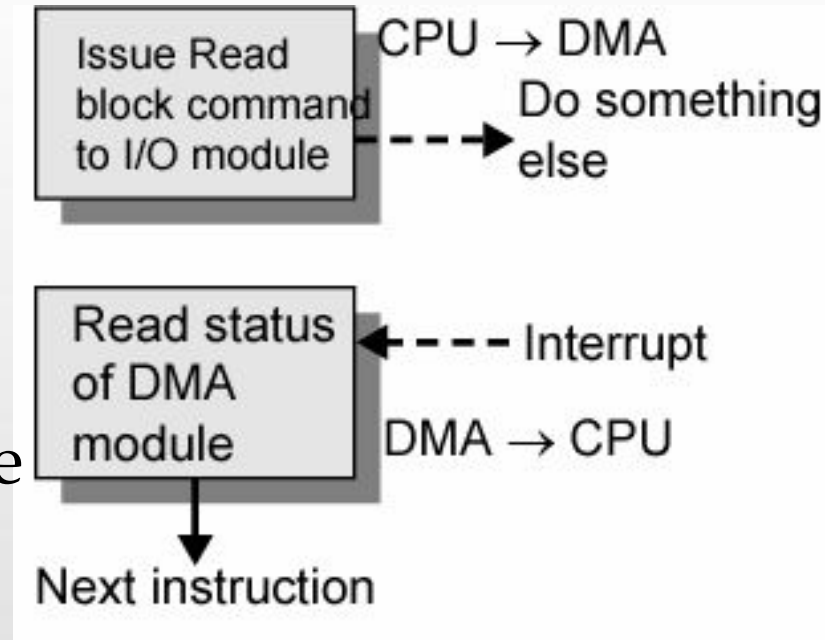 Issue Read
block command
to I/O module
CPU → DMA
Do something
else
Read status
of DMA
module
Interrupt
DMA → CPU
e
Next instruction